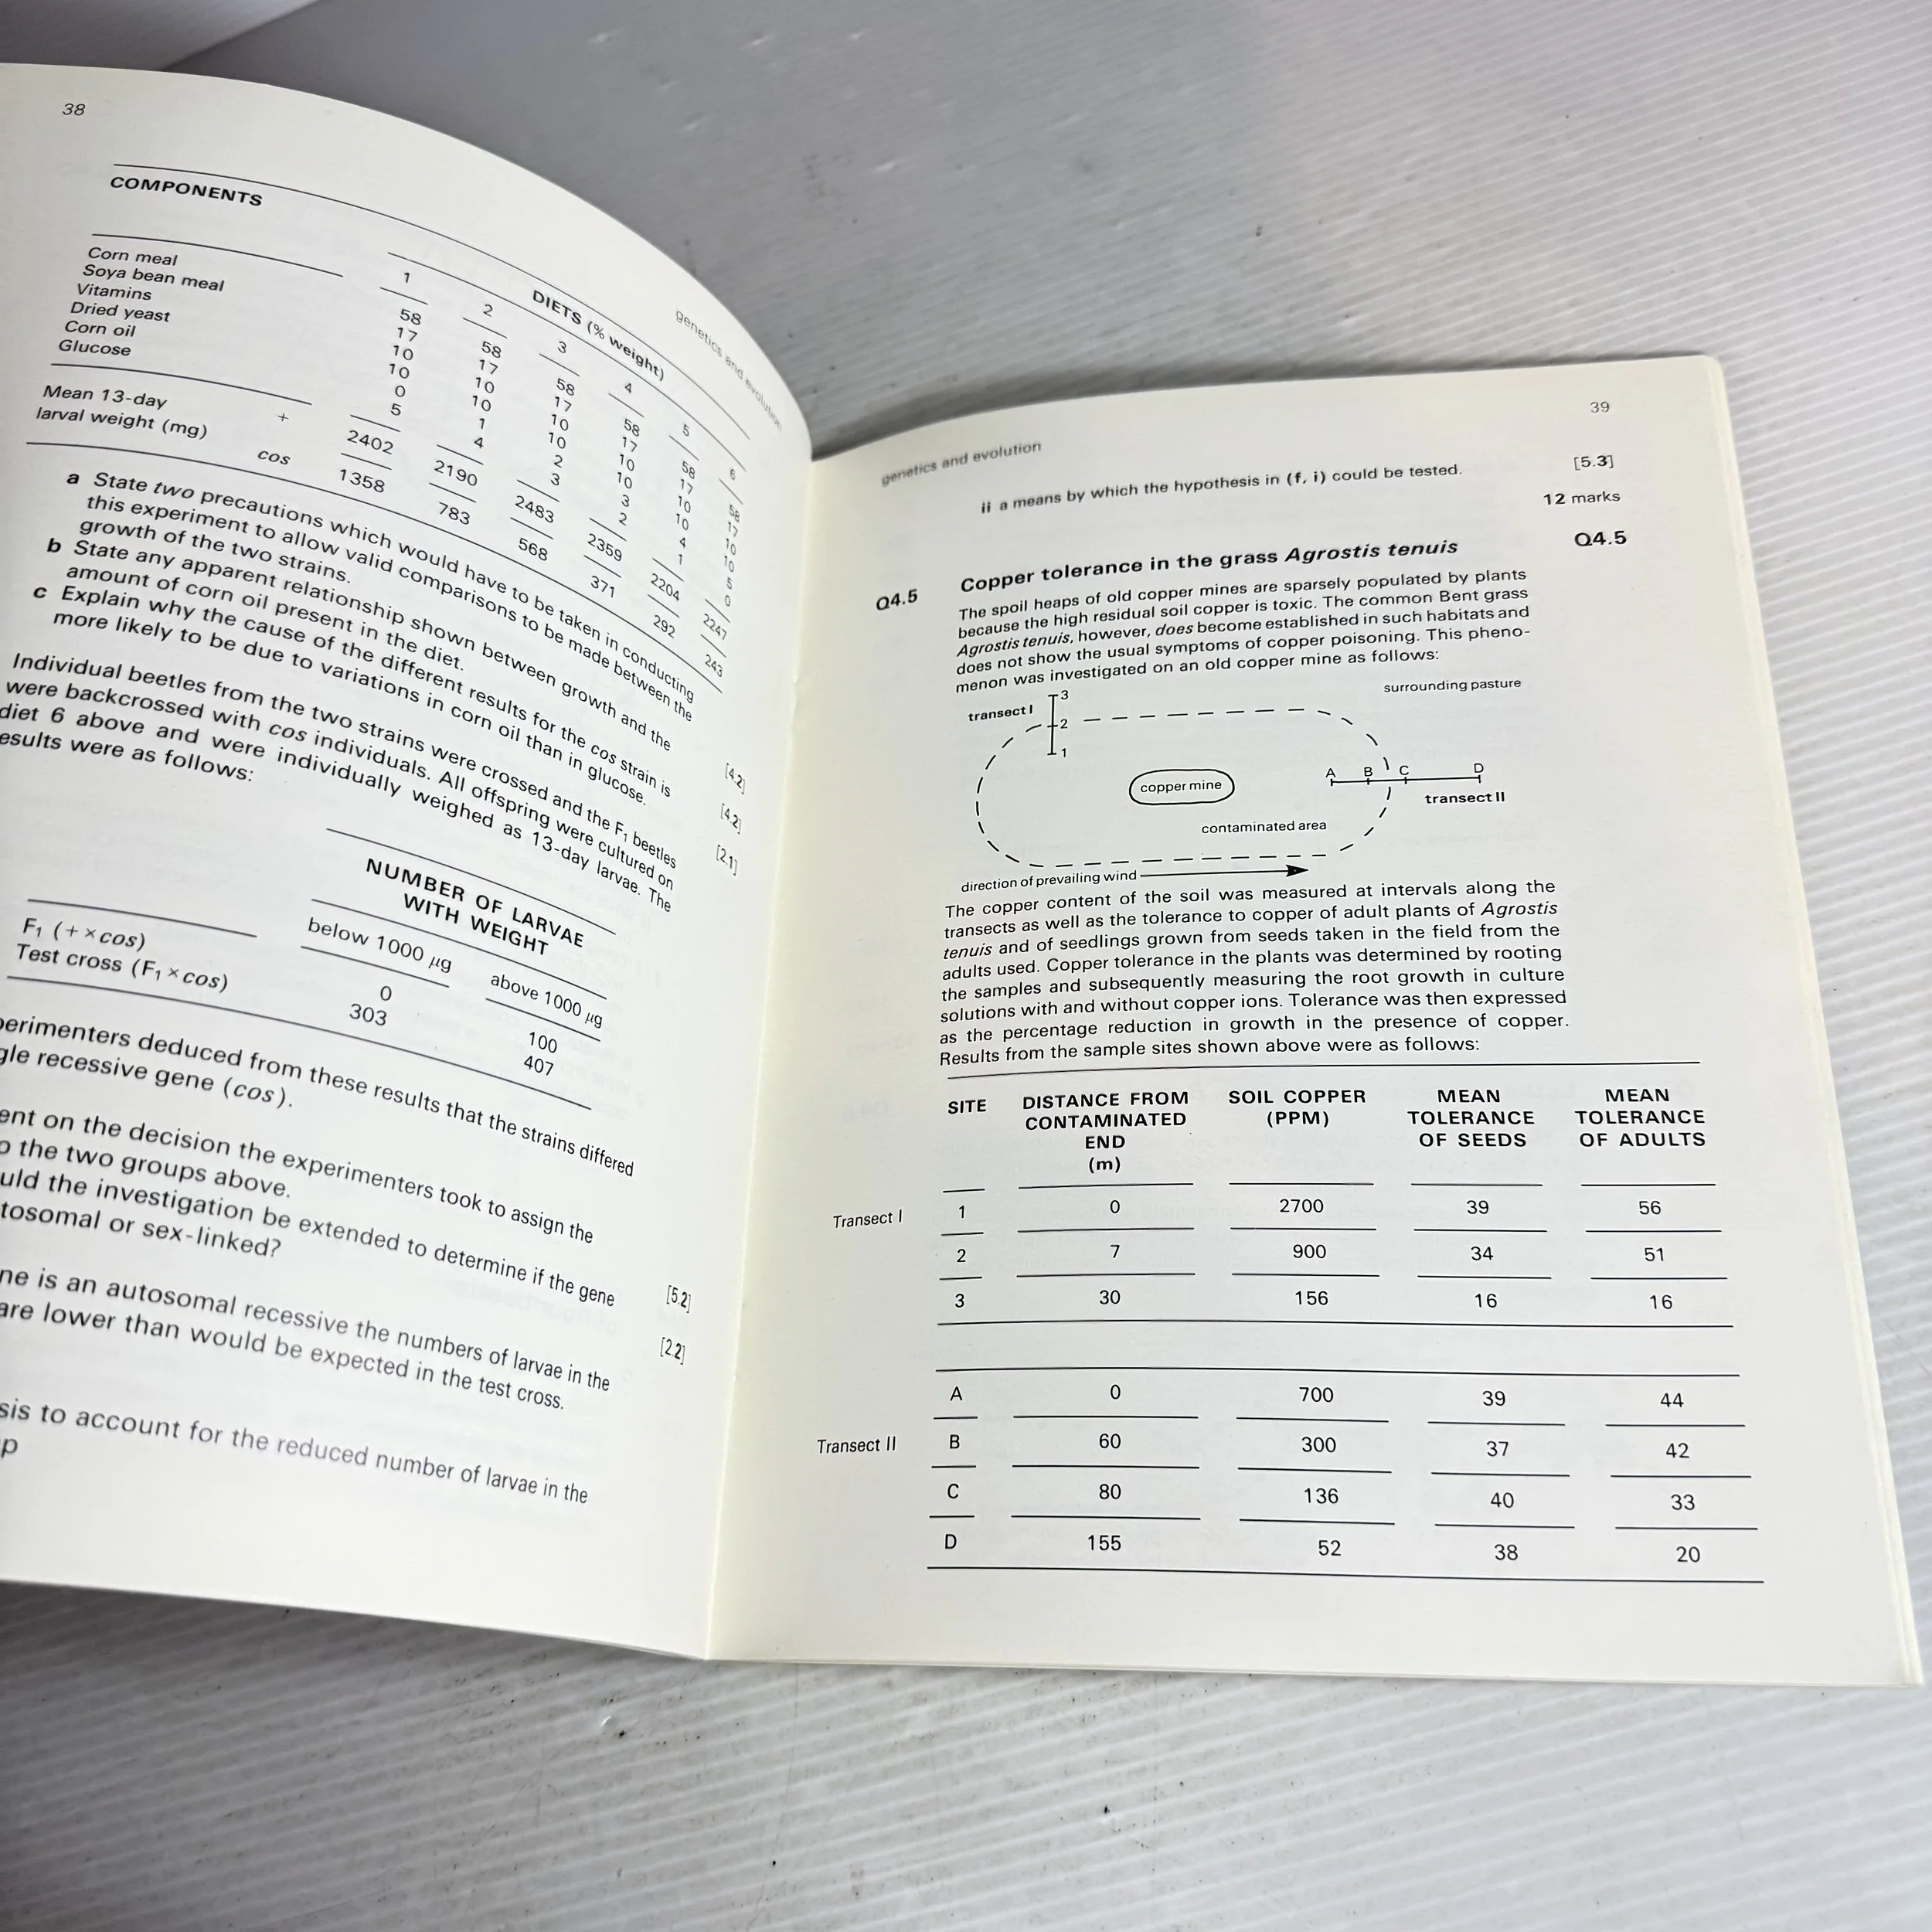 38
genetics and evolution
COMPONENTS
DIETS (% weight)
1 2 3 4 5 6
Corn meal 58 58 58 58 58 58
Soya bean meal 17 17 17 17 17 17
Vitamins 10 10 10 10 10 10
Dried yeast 10 10 10 10 10 10
Corn oil 0 1 2 3 4 5
Glucose 5 4 3 2 1 0
Mean 13-day
larval weight (mg)
+ 2402 2190 2483 2359 2204 2247
cos 1358 783 568 371 292 243
a State two precautions which would have to be taken in conducting
this experiment to allow valid comparisons to be made between the
growth of the two strains. [4.2]
b State any apparent relationship shown between growth and the
amount of corn oil present in the diet. [4.2]
c Explain why the cause of the different results for the cos strain is
more likely to be due to variations in corn oil than in glucose. [2.1]
Individual beetles from the two strains were crossed and the F1 beetles
were backcrossed with cos individuals. All offspring were cultured on
diet 6 above and were individually weighed as 13-day larvae. The
esults were as follows:
NUMBER OF LARVAE
WITH WEIGHT
below 1000 μg above 1000 μg
F1 (+ × cos) 0 100
Test cross (F1 × cos) 303 407
perimenters deduced from these results that the strains differed
gle recessive gene (cos).
ent on the decision the experimenters took to assign the
o the two groups above.
uld the investigation be extended to determine if the gene
tosomal or sex-linked?
[5.2]
ne is an autosomal recessive the numbers of larvae in the
are lower than would be expected in the test cross.
[2.2]
sis to account for the reduced number of larvae in the
p
genetics and evolution
39
ii a means by which the hypothesis in (f, i) could be tested. [5.3]
12 marks
Q4.5 Copper tolerance in the grass Agrostis tenuis Q4.5
The spoil heaps of old copper mines are sparsely populated by plants
because the high residual soil copper is toxic. The common Bent grass
Agrostis tenuis, however, does become established in such habitats and
does not show the usual symptoms of copper poisoning. This pheno-
menon was investigated on an old copper mine as follows:
surrounding pasture
transect I
3
2
1
A B C D
copper mine
transect II
contaminated area
direction of prevailing wind
The copper content of the soil was measured at intervals along the
transects as well as the tolerance to copper of adult plants of Agrostis
tenuis and of seedlings grown from seeds taken in the field from the
adults used. Copper tolerance in the plants was determined by rooting
the samples and subsequently measuring the root growth in culture
solutions with and without copper ions. Tolerance was then expressed
as the percentage reduction in growth in the presence of copper.
Results from the sample sites shown above were as follows:
SITE DISTANCE FROM SOIL COPPER MEAN MEAN
CONTAMINATED (PPM) TOLERANCE TOLERANCE
END OF SEEDS OF ADULTS
(m)
Transect I 1 0 2700 39 56
2 7 900 34 51
3 30 156 16 16
A 0 700 39 44
Transect II B 60 300 37 42
C 80 136 40 33
D 155 52 38 20